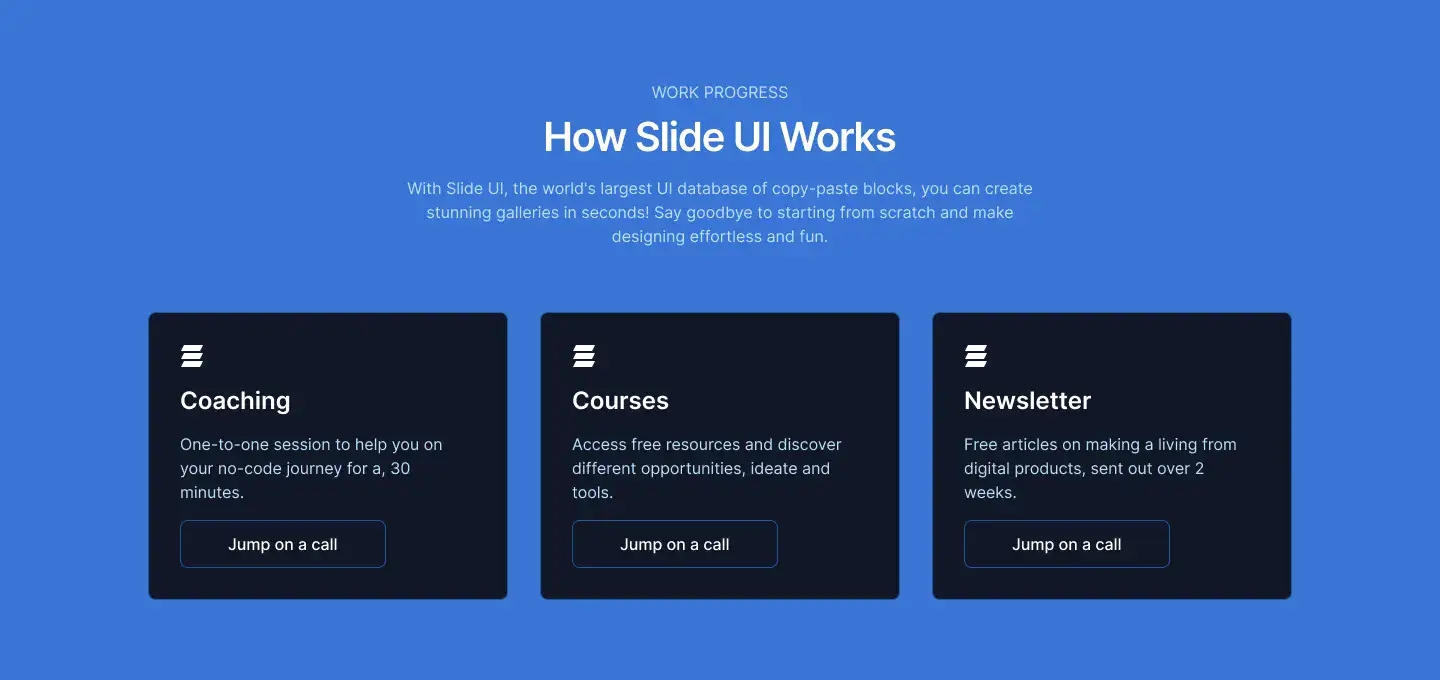 WORK PROGRESS
How Slide UI Works
With Slide UI, the world's largest UI database of copy-paste blocks, you can create
stunning galleries in seconds! Say goodbye to starting from scratch and make
designing effortless and fun.
Coaching
One-to-one session to help you on
your no-code journey for a, 30
minutes.
Jump on a call
Courses
Access free resources and discover
different opportunities, ideate and
tools.
Jump on a call
Newsletter
Free articles on making a living from
digital products, sent out over 2
weeks.
Jump on a call